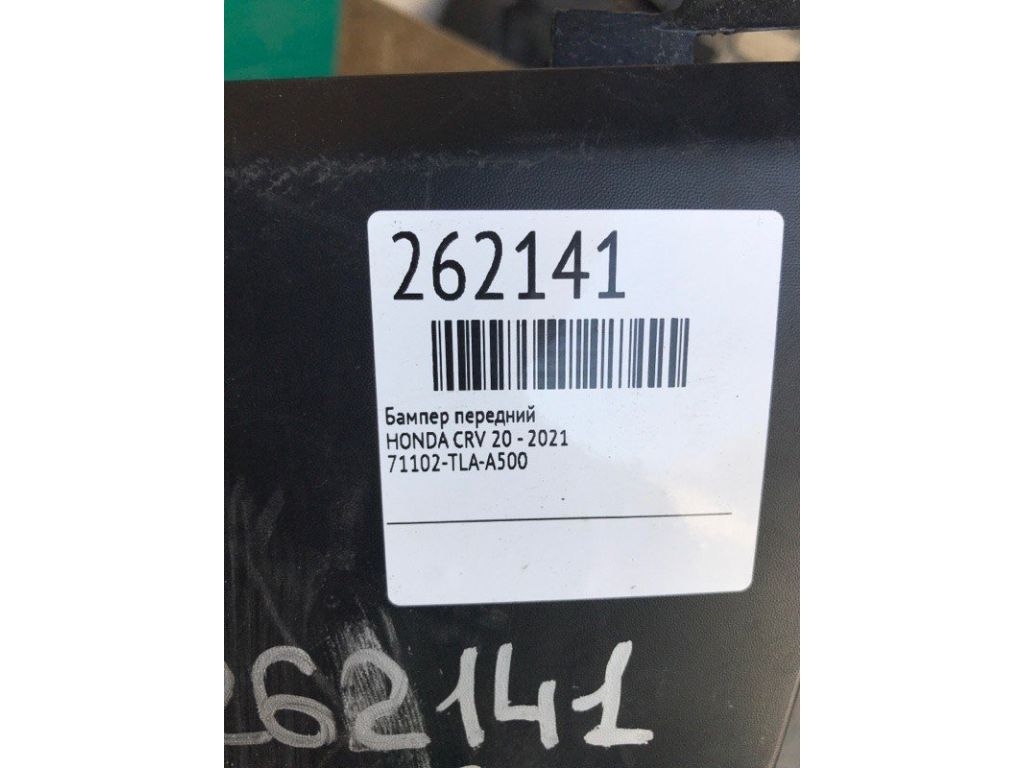 262141
Бампер передний
HONDA CRV 20 - 2021
71102-TLA-A500
262141